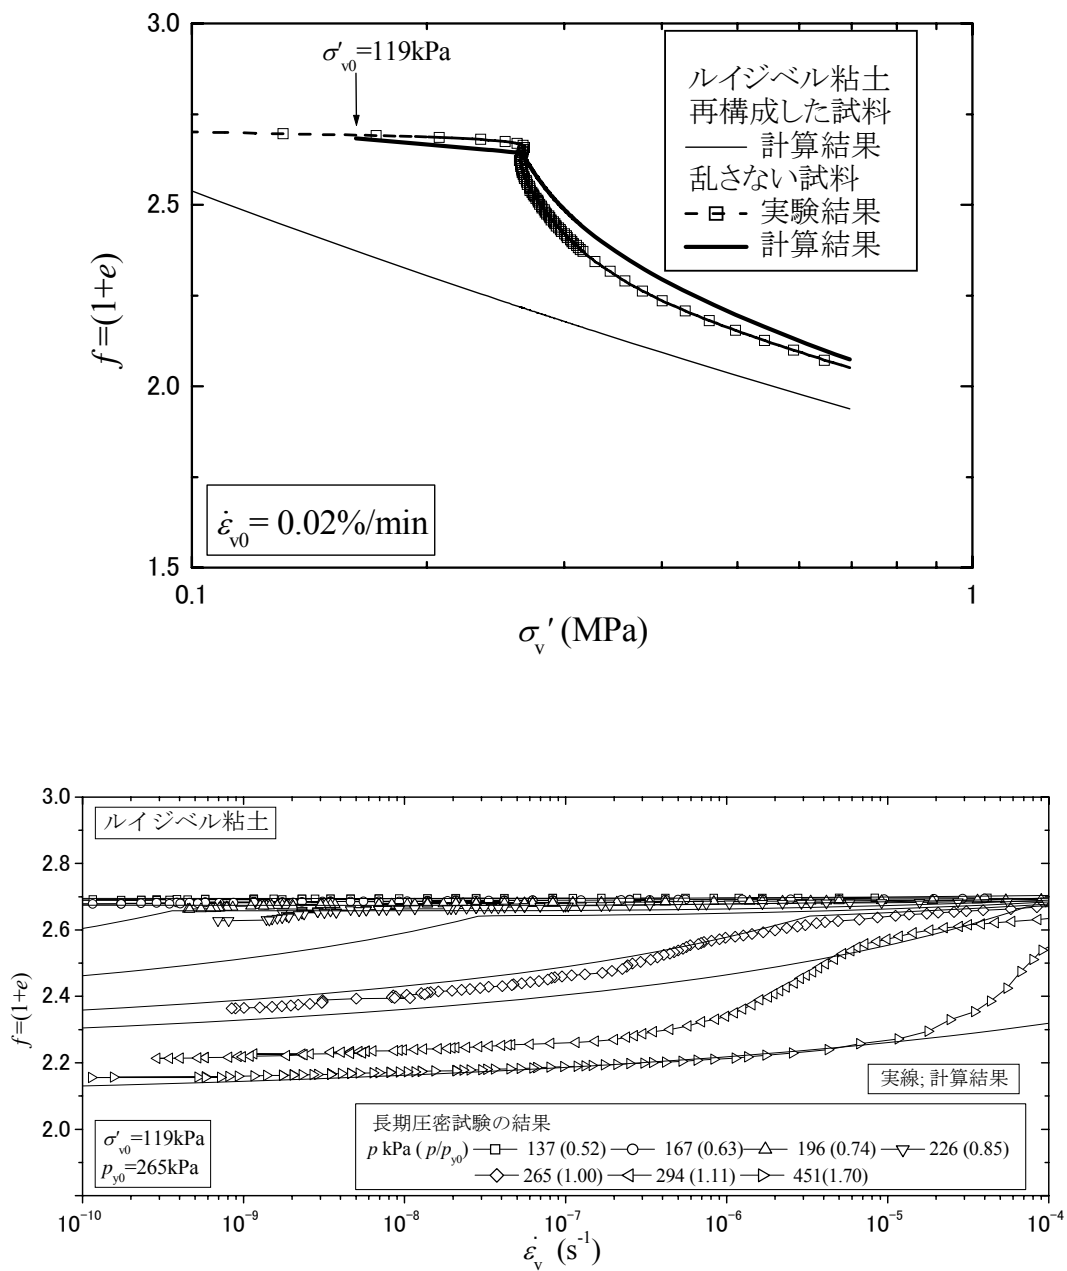 3.0
2.5
2.0
1.5
f=(1+e)
σ'v0=119kPa
ルイジベル粘土
再構成した試料
計算結果
乱さない試料
実験結果
計算結果
ε̇v0= 0.02%/min
0.1
1
σv' (MPa)
3.0
2.8
2.6
2.4
2.2
2.0
f=(1+e)
ルイジベル粘土
実線; 計算結果
σ'v0=119kPa
py0=265kPa
長期圧密試験の結果
p kPa ( p/py0) 137 (0.52) 167 (0.63) 196 (0.74) 226 (0.85)
265 (1.00) 294 (1.11) 451(1.70)
10⁻¹⁰ 10⁻⁹ 10⁻⁸ 10⁻⁷ 10⁻⁶ 10⁻⁵ 10⁻⁴
ε̇v (s⁻¹)